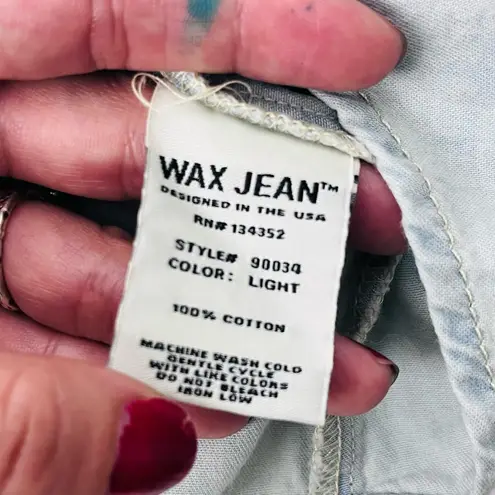 WAX JEAN™
DESIGNED IN THE USA
RN# 134352
STYLE# 90034
COLOR: LIGHT
100% COTTON
MACHINE WASH COLD
GENTLE CYCLE
WITH LIKE COLORS
DO NOT BLEACH
IRON LOW